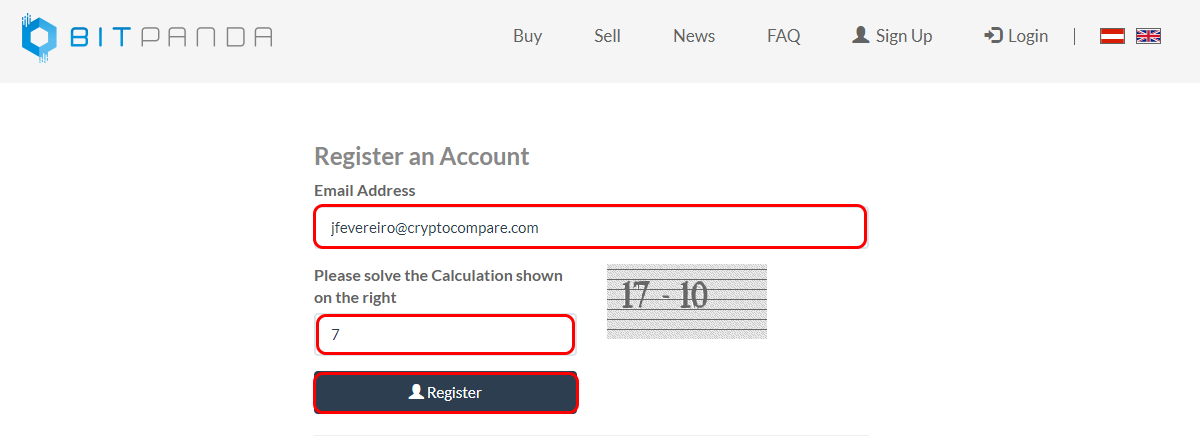 BITPANDA
Buy
Sell
News
FAQ
Sign Up
Login
Register an Account
Email Address
jfevereiro@cryptocompare.com
Please solve the Calculation shown
on the right
17 - 10
7
Register